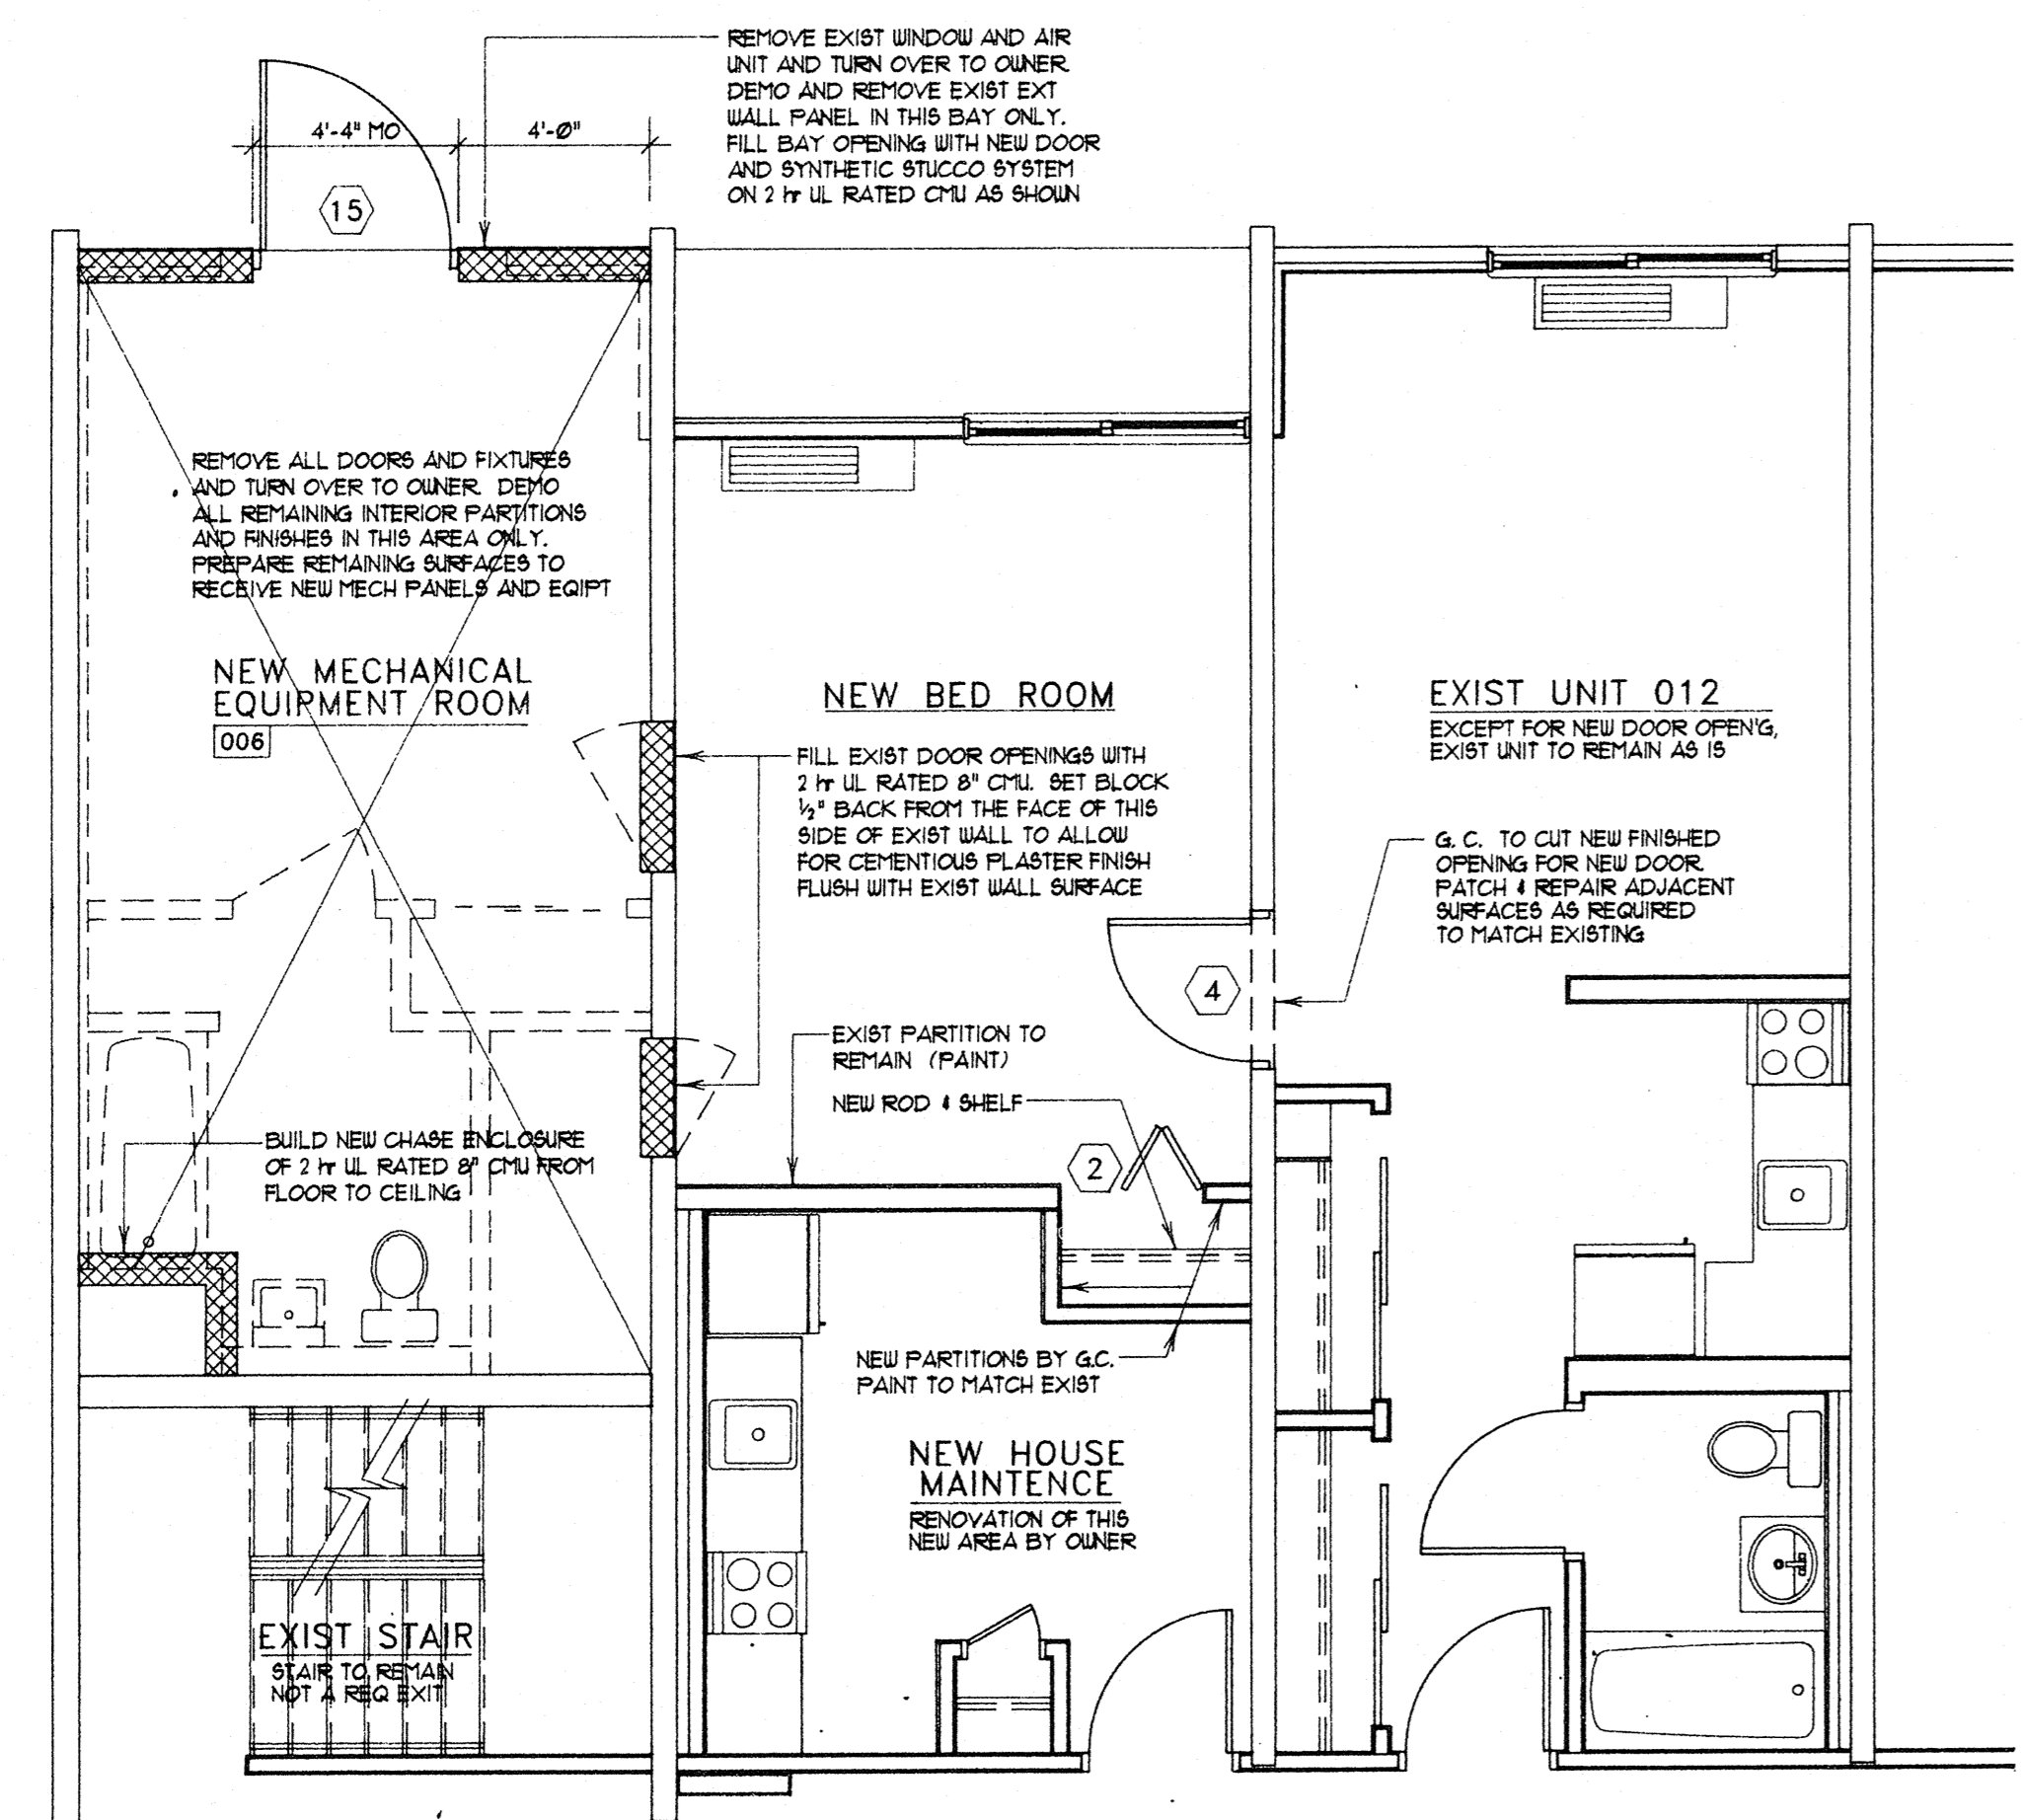 REMOVE EXIST WINDOW AND AIR
UNIT AND TURN OVER TO OWNER.
DEMO AND REMOVE EXIST EXT
WALL PANEL IN THIS BAY ONLY.
FILL BAY OPENING WITH NEW DOOR
AND SYNTHETIC STUCCO SYSTEM
ON 2 hr UL RATED CMU AS SHOWN
4'-4" MO
4'-0"
15
REMOVE ALL DOORS AND FIXTURES
AND TURN OVER TO OWNER. DEMO
ALL REMAINING INTERIOR PARTITIONS
AND FINISHES IN THIS AREA ONLY.
PREPARE REMAINING SURFACES TO
RECEIVE NEW MECH PANELS AND EQIPT
NEW MECHANICAL
EQUIPMENT ROOM
006
NEW BED ROOM
FILL EXIST DOOR OPENINGS WITH
2 hr UL RATED 8" CMU. SET BLOCK
½" BACK FROM THE FACE OF THIS
SIDE OF EXIST WALL TO ALLOW
FOR CEMENTIOUS PLASTER FINISH
FLUSH WITH EXIST WALL SURFACE
EXIST UNIT 012
EXCEPT FOR NEW DOOR OPEN'G,
EXIST UNIT TO REMAIN AS IS
G. C. TO CUT NEW FINISHED
OPENING FOR NEW DOOR.
PATCH & REPAIR ADJACENT
SURFACES AS REQUIRED
TO MATCH EXISTING
4
EXIST PARTITION TO
REMAIN (PAINT)
NEW ROD & SHELF
2
BUILD NEW CHASE ENCLOSURE
OF 2 hr UL RATED 8" CMU FROM
FLOOR TO CEILING
NEW PARTITIONS BY G.C.
PAINT TO MATCH EXIST
NEW HOUSE
MAINTENCE
RENOVATION OF THIS
NEW AREA BY OWNER
EXIST STAIR
STAIR TO REMAIN
NOT A REQ EXIT